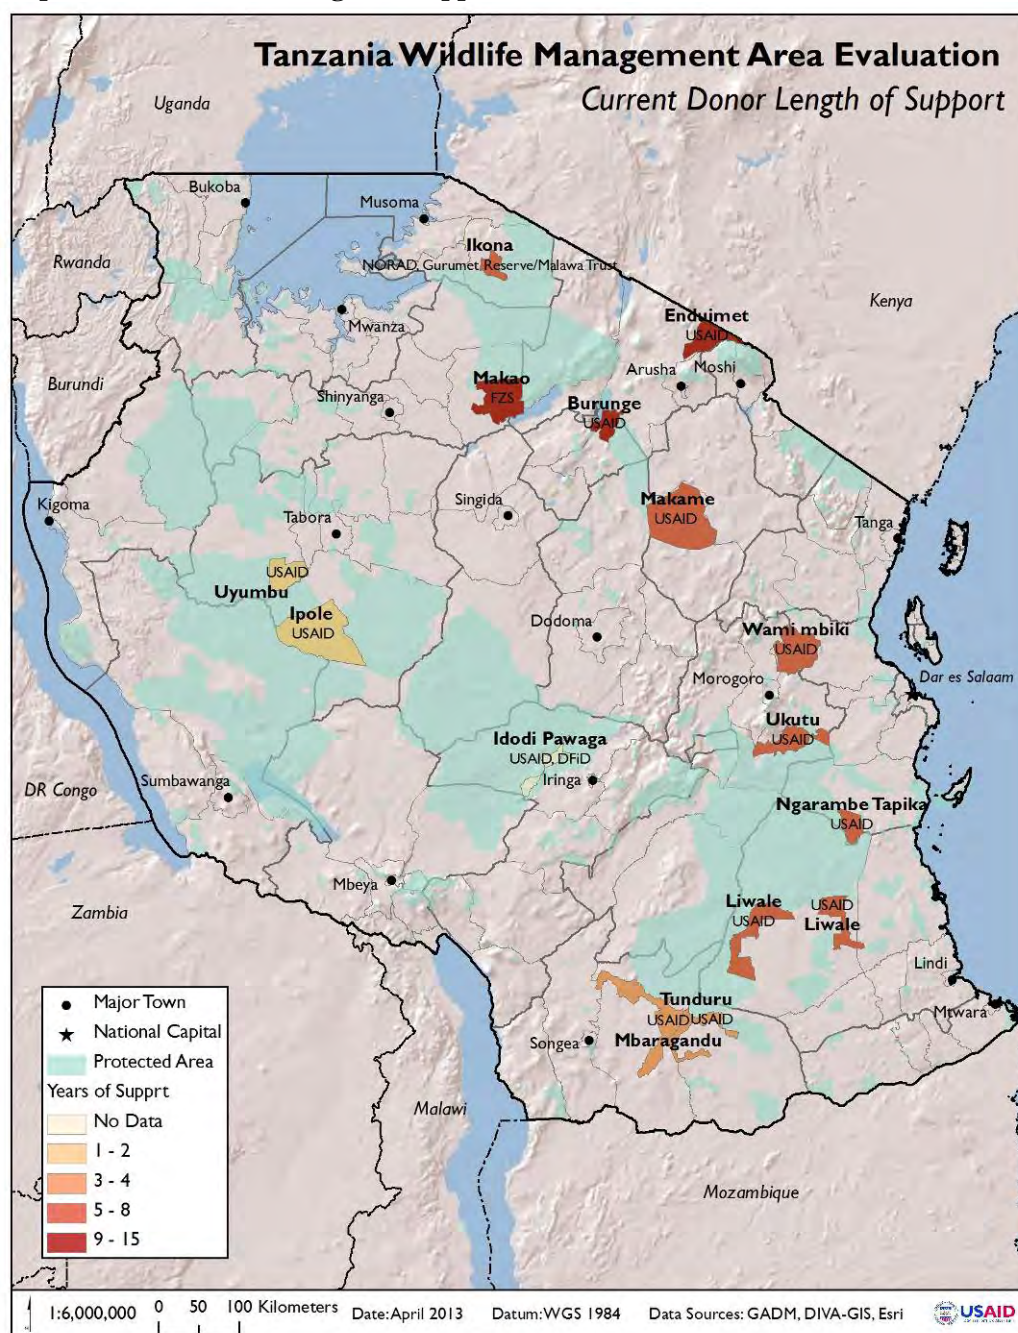 Tanzania Wildlife Management Area Evaluation
Current Donor Length of Support
Uganda
Bukoba
Musoma
Ikona
NORAD, Gurumet Reserve/Malawa Trust
Rwanda
Kenya
Mwanza
Enduimet
USAID
Burundi
Makao
FZS
Arusha
Moshi
Shinyanga
Burunge
USAID
Kigoma
Singida
Makame
USAID
Tabora
Tanga
USAID
Uyumbu
Ipole
USAID
Dodoma
Wami mbiki
USAID
Morogoro
Dar es Salaam
Ukutu
USAID
Idodi Pawaga
USAID, DFiD
Iringa
Sumbawanga
DR Congo
Ngarambe Tapika
USAID
Mbeya
Zambia
Liwale
USAID
USAID
Liwale
Lindi
Tunduru
USAID USAID
Mbaragandu
Songea
Mtwara
Malawi
Mozambique
Major Town
National Capital
Protected Area
Years of Supprt
No Data
1 - 2
3 - 4
5 - 8
9 - 15
1:6,000,000
0 50 100 Kilometers
Date:April 2013
Datum:WGS 1984
Data Sources: GADM, DIVA-GIS, Esri
USAID